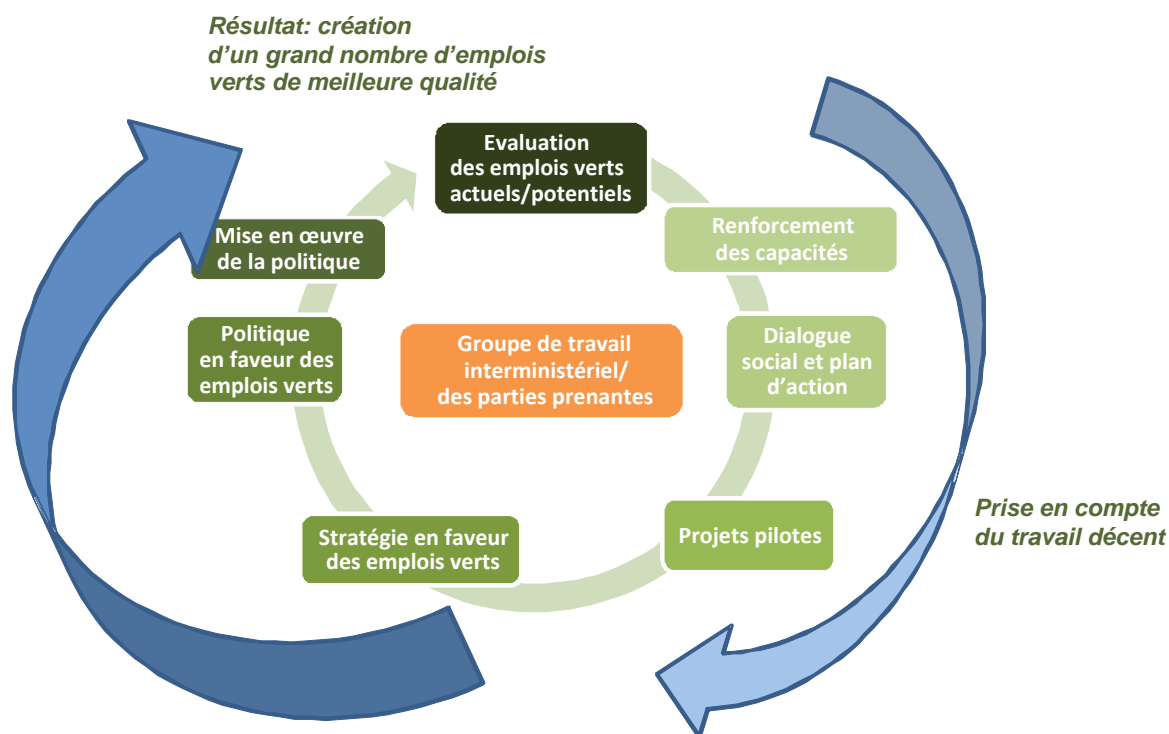 Résultat: création
d'un grand nombre d'emplois
verts de meilleure qualité
Evaluation
des emplois verts
actuels/potentiels
Renforcement
des capacités
Dialogue
social et plan
d'action
Projets pilotes
Stratégie en faveur
des emplois verts
Politique
en faveur des
emplois verts
Mise en œuvre
de la politique
Groupe de travail
interministériel/
des parties prenantes
Prise en compte
du travail décent